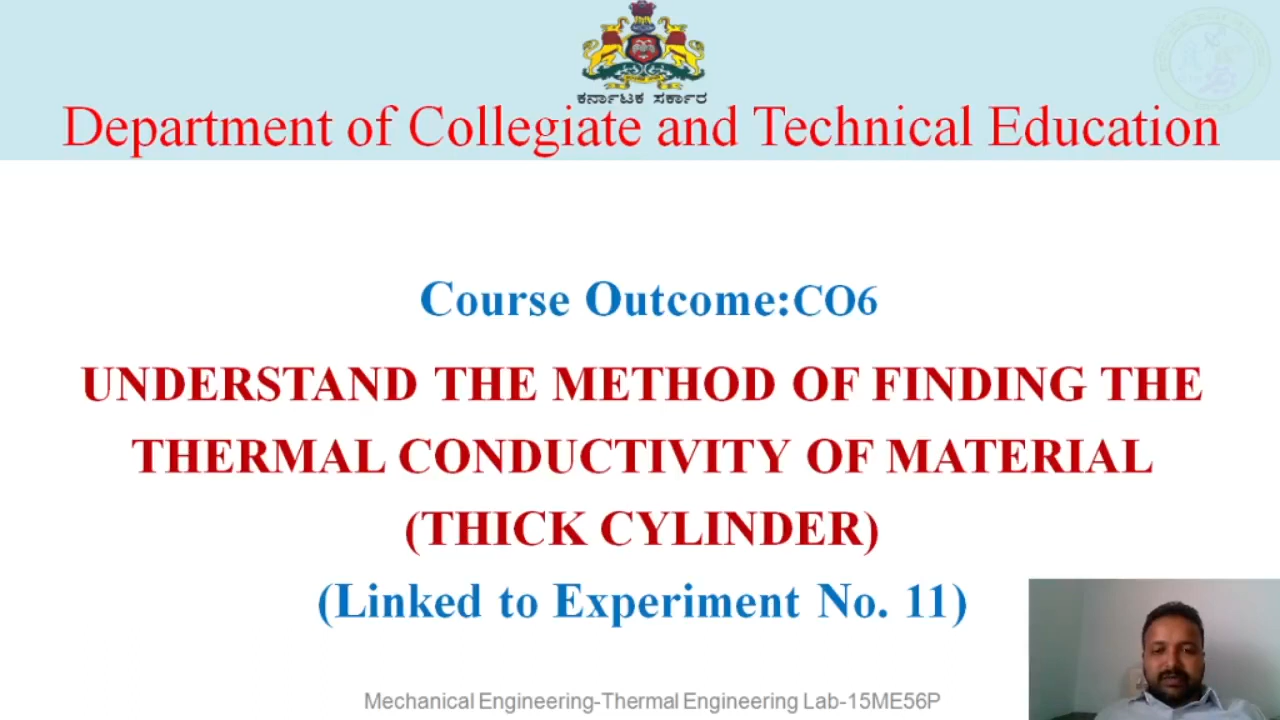 ಕರ್ನಾಟಕ ಸರ್ಕಾರ
Department of Collegiate and Technical Education
Course Outcome:CO6
UNDERSTAND THE METHOD OF FINDING THE
THERMAL CONDUCTIVITY OF MATERIAL
(THICK CYLINDER)
(Linked to Experiment No. 11)
Mechanical Engineering-Thermal Engineering Lab-15ME56P